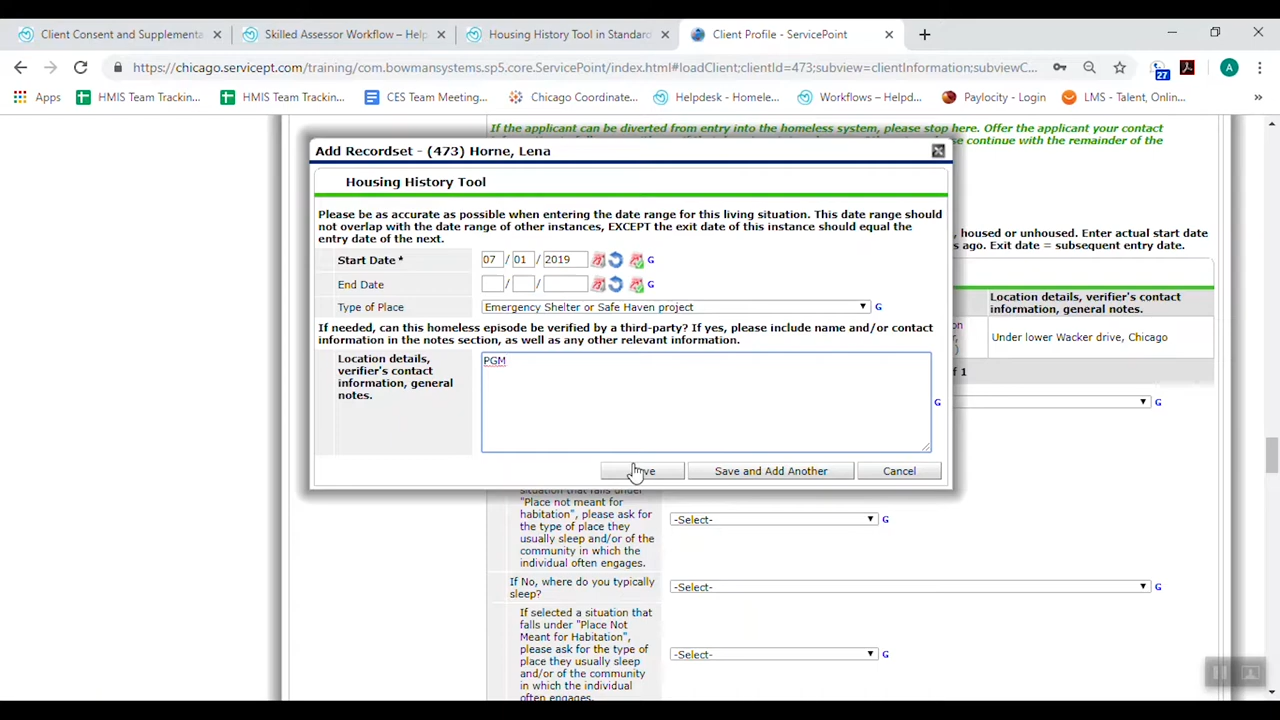 Client Consent and Supplementa
Skilled Assessor Workflow – Help
Housing History Tool in Standard
Client Profile - ServicePoint
https://chicago.servicept.com/training/com.bowmansystems.sp5.core.ServicePoint/index.html#loadClient;clientId=473;subview=clientInformation;subviewC...
27
A
Apps
HMIS Team Trackin...
HMIS Team Trackin...
CES Team Meeting...
Chicago Coordinate...
Helpdesk - Homele...
Workflows – Helpd...
Paylocity - Login
LMS - Talent, Onlin...
»
If the applicant can be diverted from entry into the homeless system, please stop here. Offer the applicant your contact
continue with the remainder of the
Add Recordset - (473) Horne, Lena
Housing History Tool
Please be as accurate as possible when entering the date range for this living situation. This date range should
not overlap with the date range of other instances, EXCEPT the exit date of this instance should equal the
entry date of the next.
, housed or unhoused. Enter actual start
s ago. Exit date = subsequent entry date.
Start Date * 07 / 01 / 2019 G
End Date / / G
Type of Place Emergency Shelter or Safe Haven project G
Location details, verifier's contact
information, general notes.
If needed, can this homeless episode be verified by a third-party? If yes, please include name and/or contact
information in the notes section, as well as any other relevant information.
on
Under lower Wacker drive, Chicago
Location details,
verifier's contact
information, general
notes.
PGM
G
f 1
G
Save and Add Another
Cancel
situation that falls under
"Place not meant for
habitation", please ask for
the type of place they
usually sleep and/or of the
community in which the
individual often engages.
-Select- G
If No, where do you typically
sleep?
-Select- G
If selected a situation that
falls under "Place Not
Meant for Habitation",
please ask for the type of
place they usually sleep
and/or of the community
in which the individual
often engages.
-Select- G